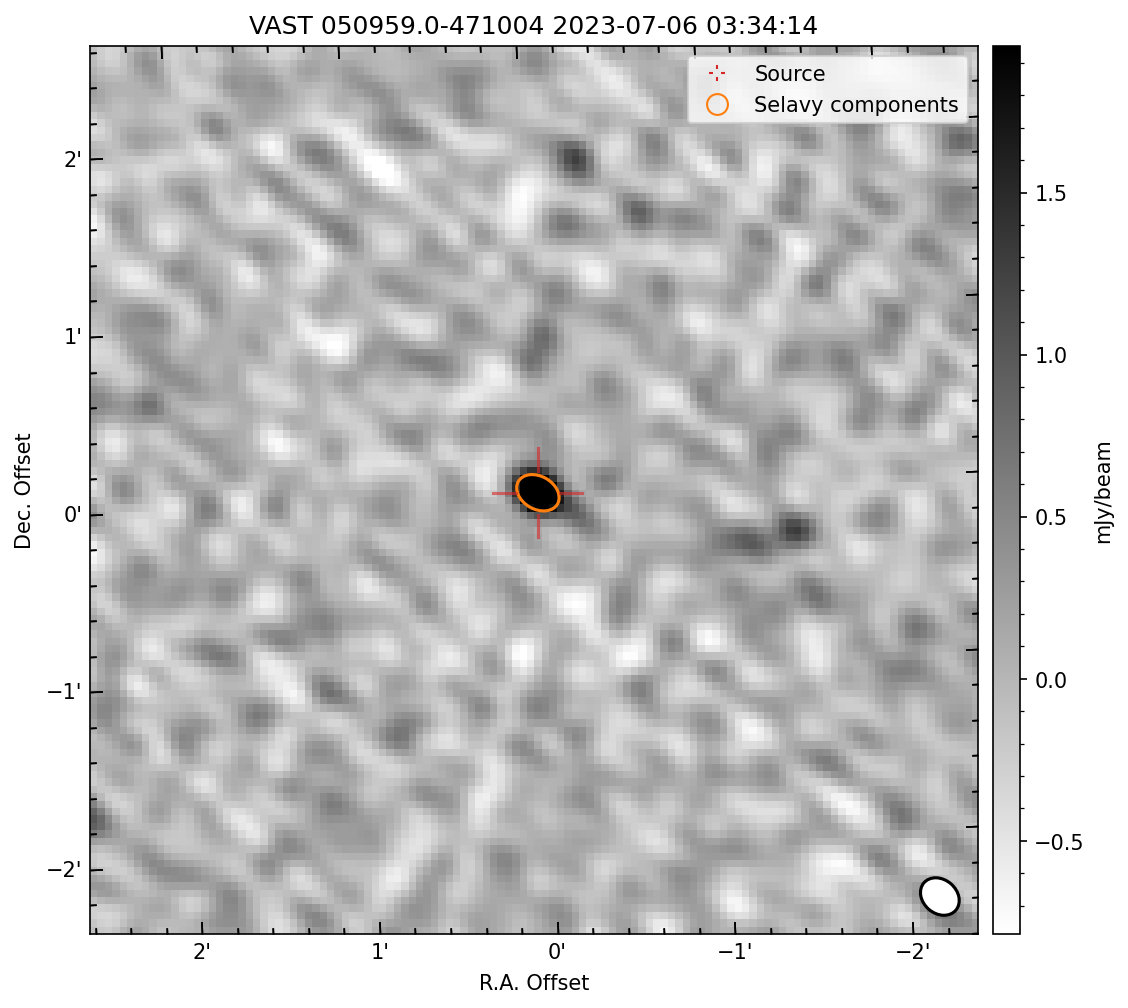 VAST 050959.0-471004 2023-07-06 03:34:14
Source
Selavy components
2'
1'
0'
−1'
−2'
Dec. Offset
2'
1'
0'
−1'
−2'
R.A. Offset
1.5
1.0
0.5
0.0
−0.5
mJy/beam